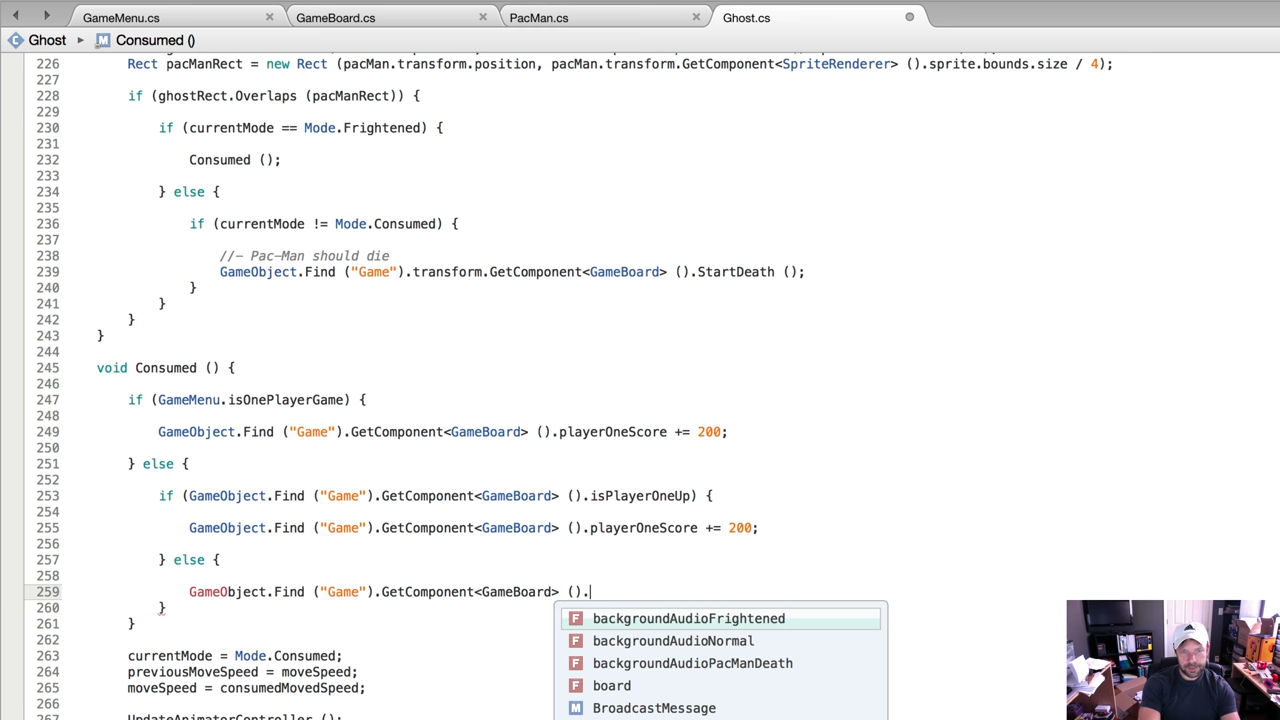 GameMenu.cs
GameBoard.cs
PacMan.cs
Ghost.cs
Ghost
M Consumed ()
226 Rect pacManRect = new Rect (pacMan.transform.position, pacMan.transform.GetComponent<SpriteRenderer> ().sprite.bounds.size / 4);
227
228 if (ghostRect.Overlaps (pacManRect)) {
229
230 if (currentMode == Mode.Frightened) {
231
232 Consumed ();
233
234 } else {
235
236 if (currentMode != Mode.Consumed) {
237
238 //- Pac-Man should die
239 GameObject.Find ("Game").transform.GetComponent<GameBoard> ().StartDeath ();
240 }
241 }
242 }
243 }
244
245 void Consumed () {
246
247 if (GameMenu.isOnePlayerGame) {
248
249 GameObject.Find ("Game").GetComponent<GameBoard> ().playerOneScore += 200;
250
251 } else {
252
253 if (GameObject.Find ("Game").GetComponent<GameBoard> ().isPlayerOneUp) {
254
255 GameObject.Find ("Game").GetComponent<GameBoard> ().playerOneScore += 200;
256
257 } else {
258
259 GameObject.Find ("Game").GetComponent<GameBoard> ().
260 }
261 }
262
263 currentMode = Mode.Consumed;
264 previousMoveSpeed = moveSpeed;
265 moveSpeed = consumedMovedSpeed;
266
267 UpdateAnimatorController ();
F backgroundAudioFrightened
F backgroundAudioNormal
F backgroundAudioPacManDeath
F board
M BroadcastMessage